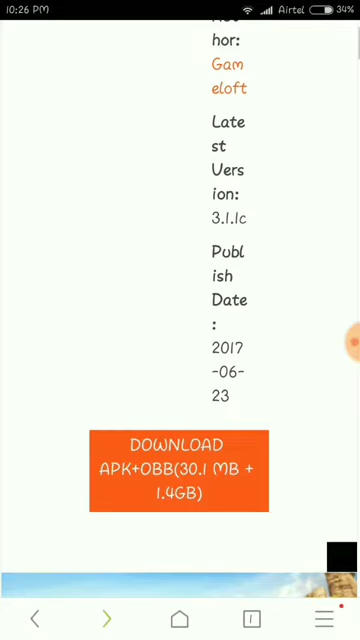 10:26 PM
Airtel
34%
hor:
Gam
eloft
Late
st
Vers
ion:
3.1.1c
Publ
ish
Date
:
2017
-06-
23
DOWNLOAD
APK+OBB(30.1 MB +
1.4GB)
1